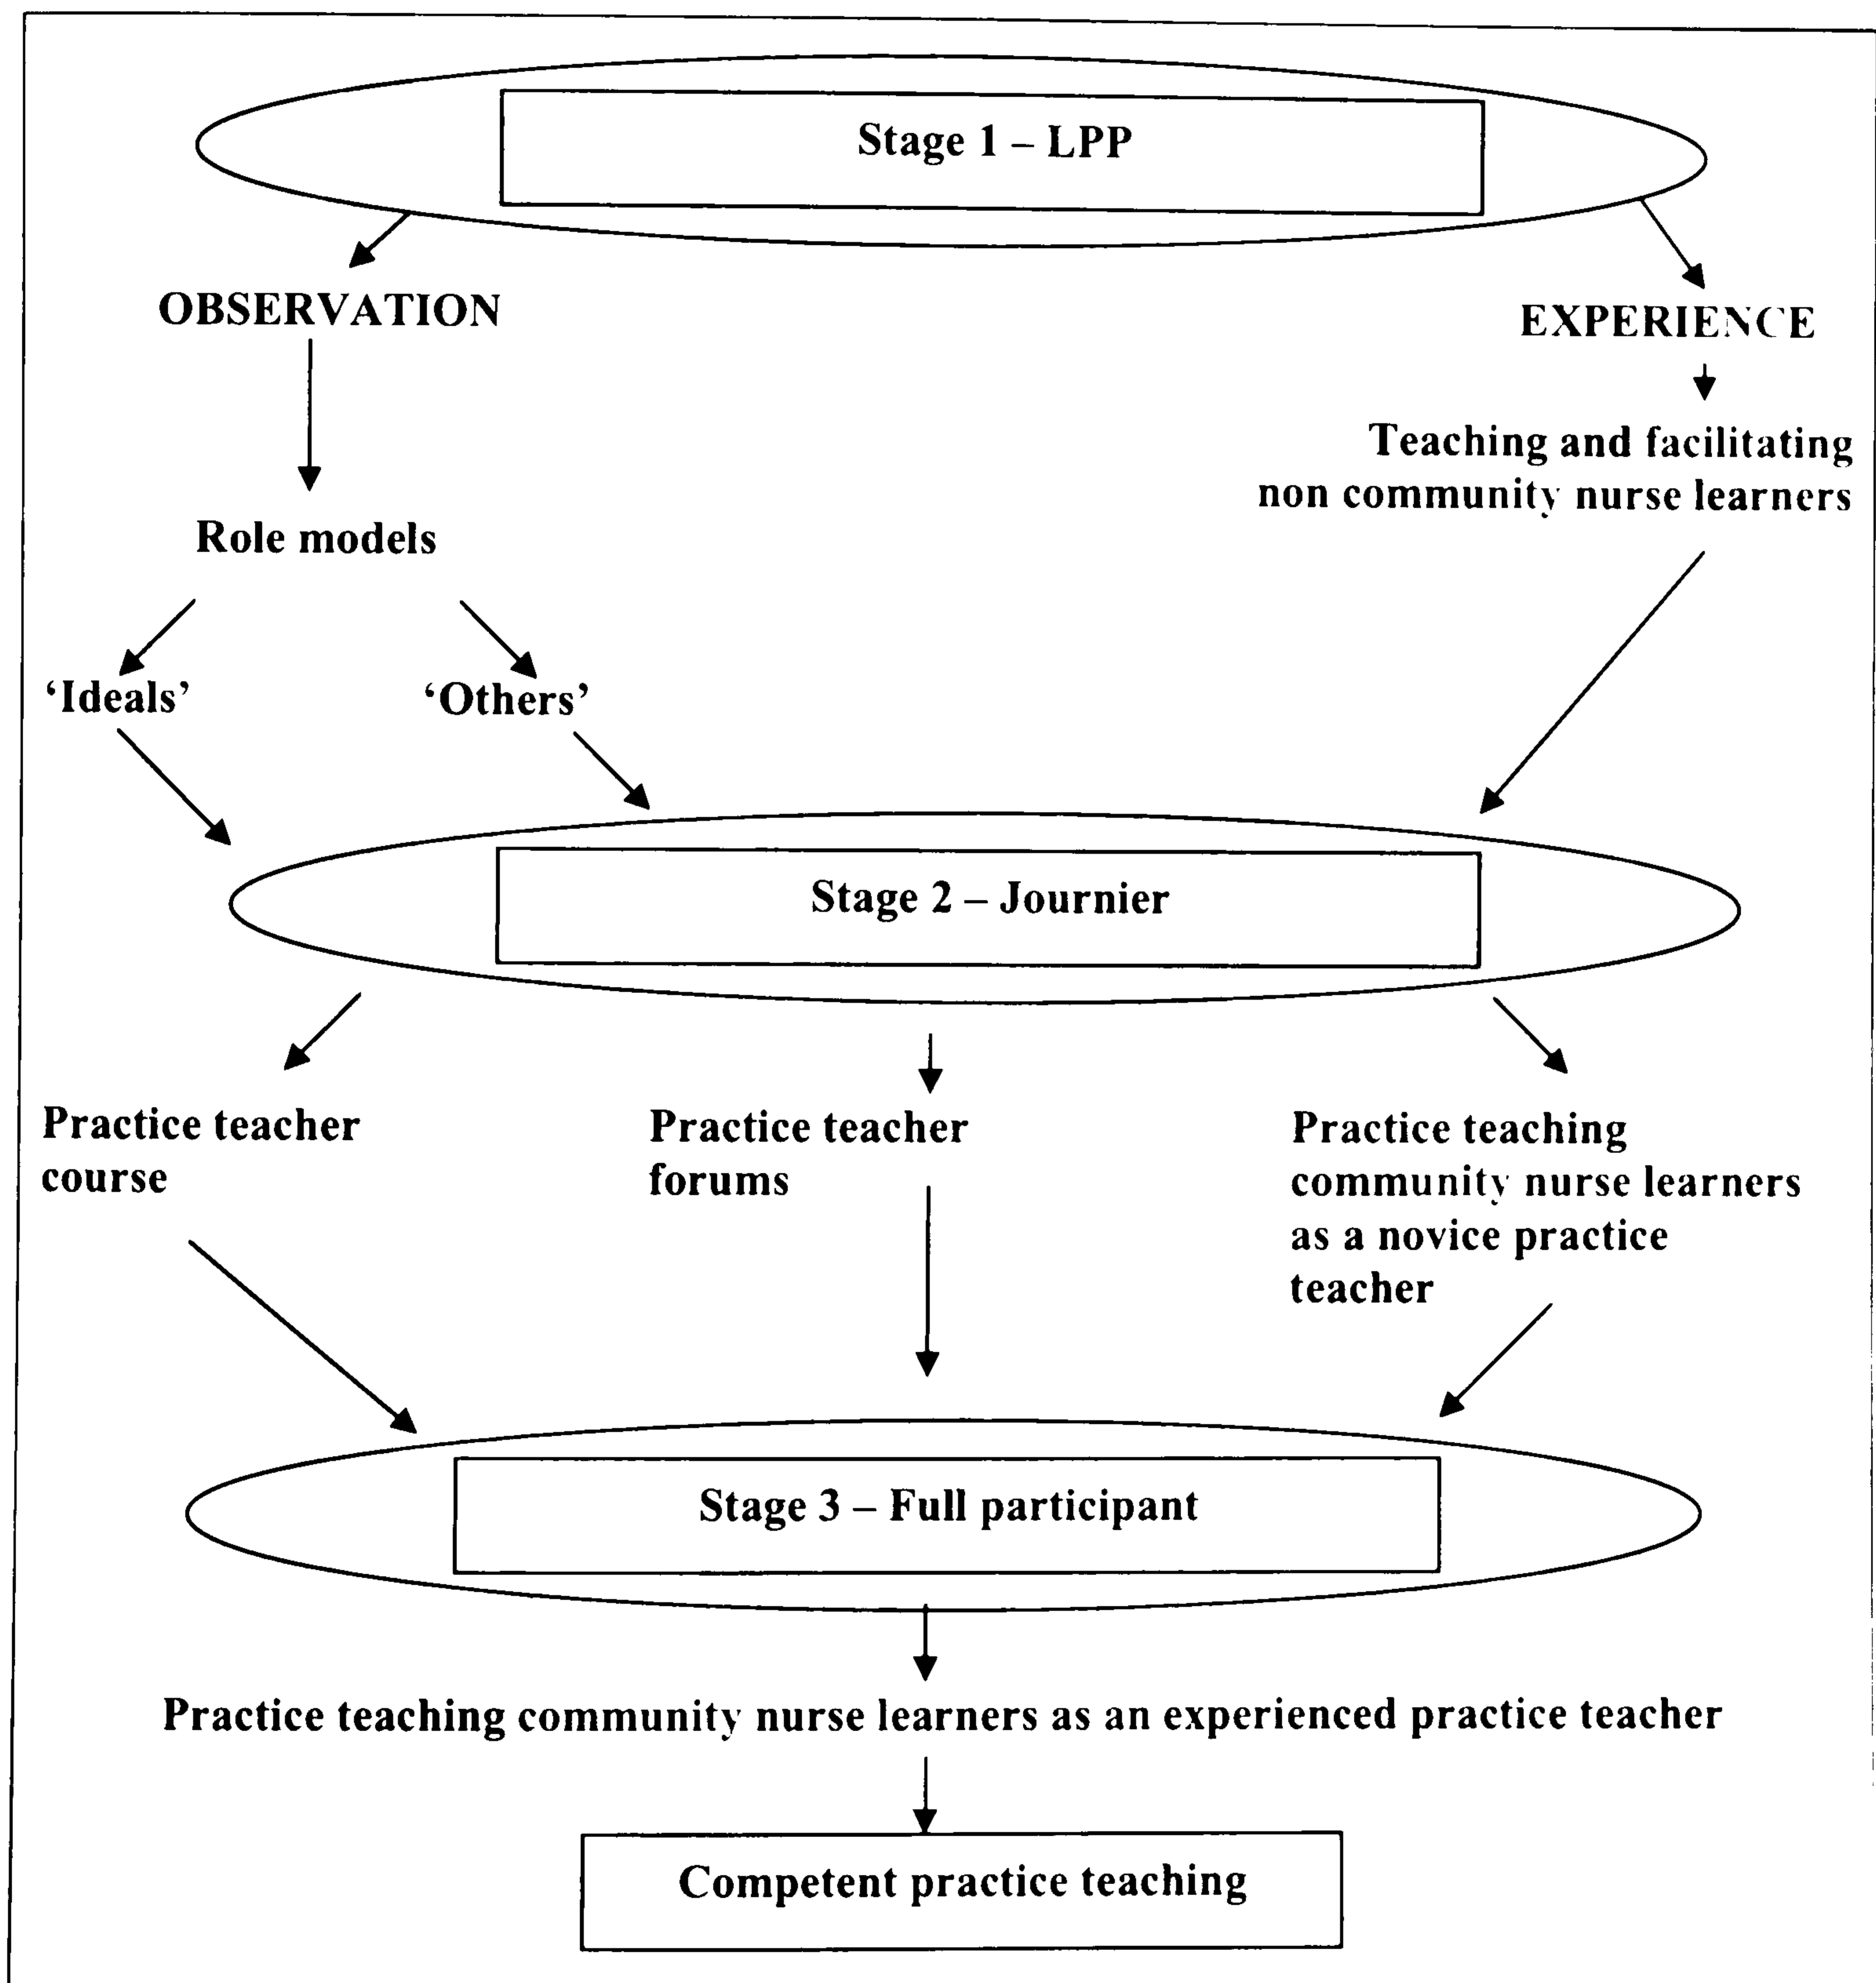 Stage 1 – LPP
OBSERVATION
EXPERIENCE
Teaching and facilitating
non community nurse learners
Role models
‘Ideals’
‘Others’
Stage 2 – Journier
Practice teacher
course
Practice teacher
forums
Practice teaching
community nurse learners
as a novice practice
teacher
Stage 3 – Full participant
Practice teaching community nurse learners as an experienced practice teacher
Competent practice teaching